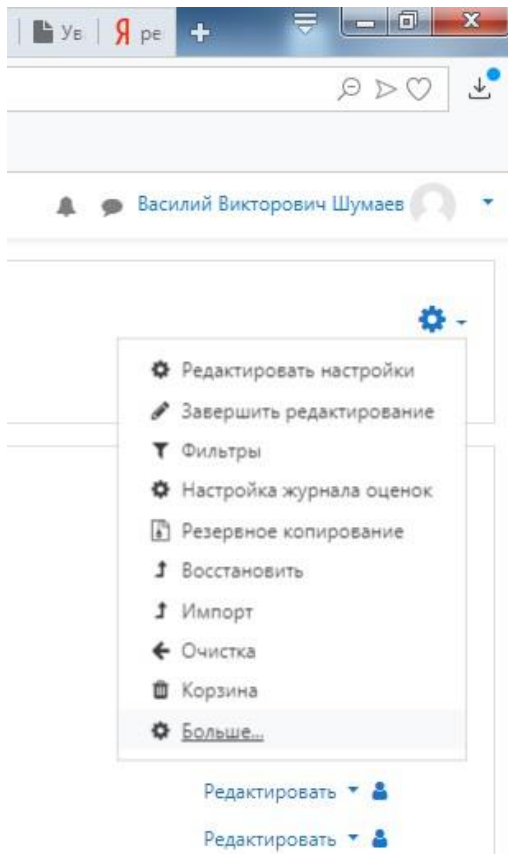 Ув Я ре
Василий Викторович Шумаев
Редактировать настройки
Завершить редактирование
Фильтры
Настройка журнала оценок
Резервное копирование
Восстановить
Импорт
Очистка
Корзина
Больше...
Редактировать
Редактировать